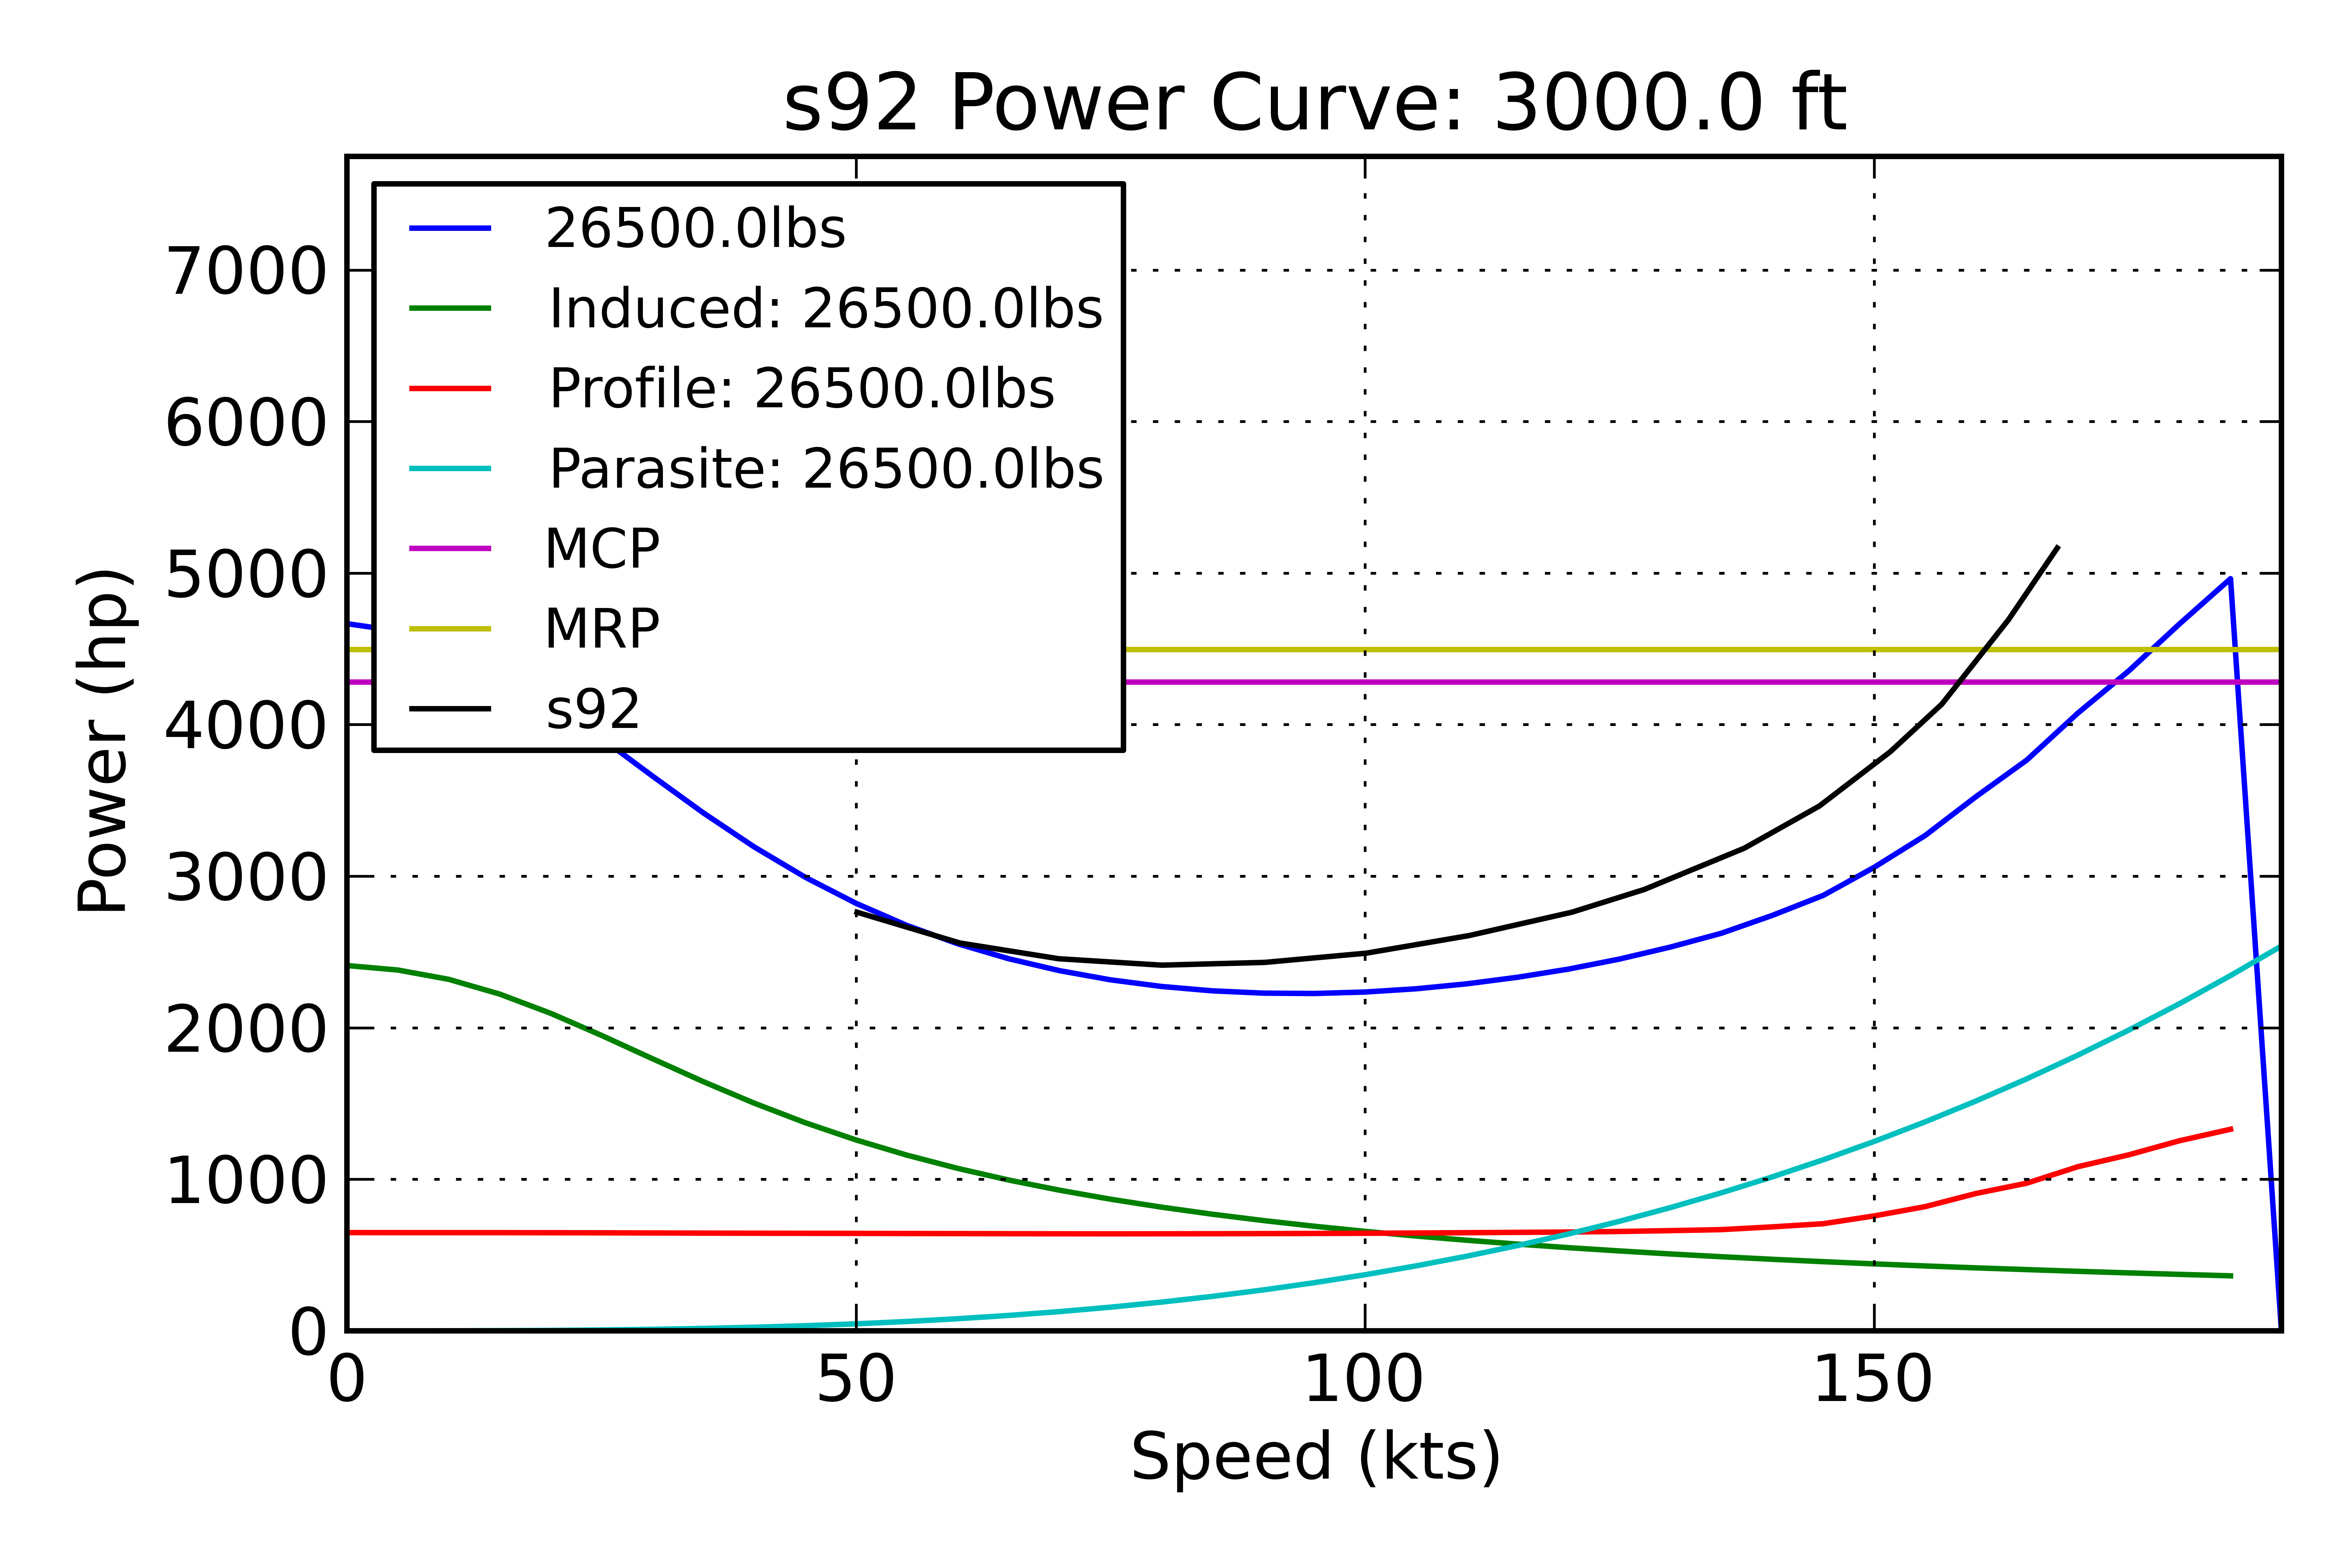 s92 Power Curve: 3000.0 ft
26500.0lbs
Induced: 26500.0lbs
Profile: 26500.0lbs
Parasite: 26500.0lbs
MCP
MRP
s92
Power (hp)
7000
6000
5000
4000
3000
2000
1000
0
0 50 100 150
Speed (kts)